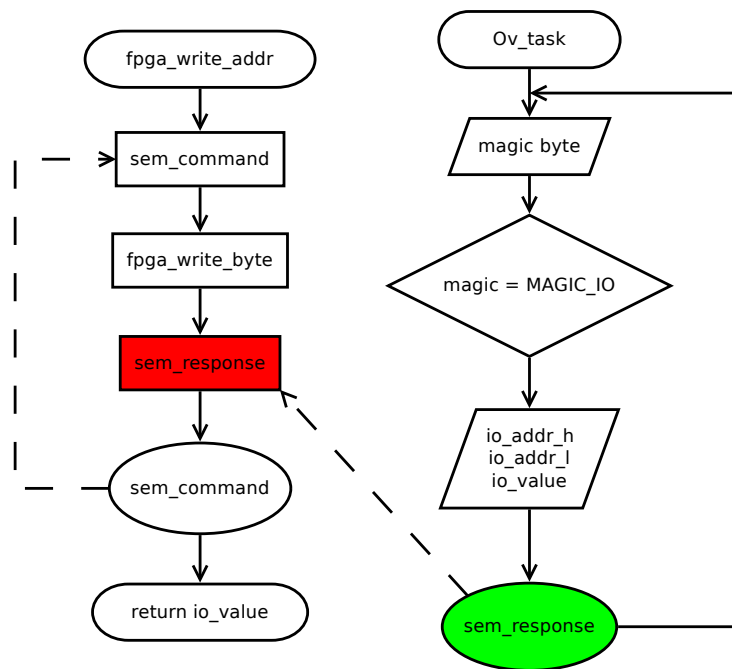 fpga_write_addr
sem_command
fpga_write_byte
sem_response
sem_command
return io_value
Ov_task
magic byte
magic = MAGIC_IO
io_addr_h
io_addr_l
io_value
sem_response